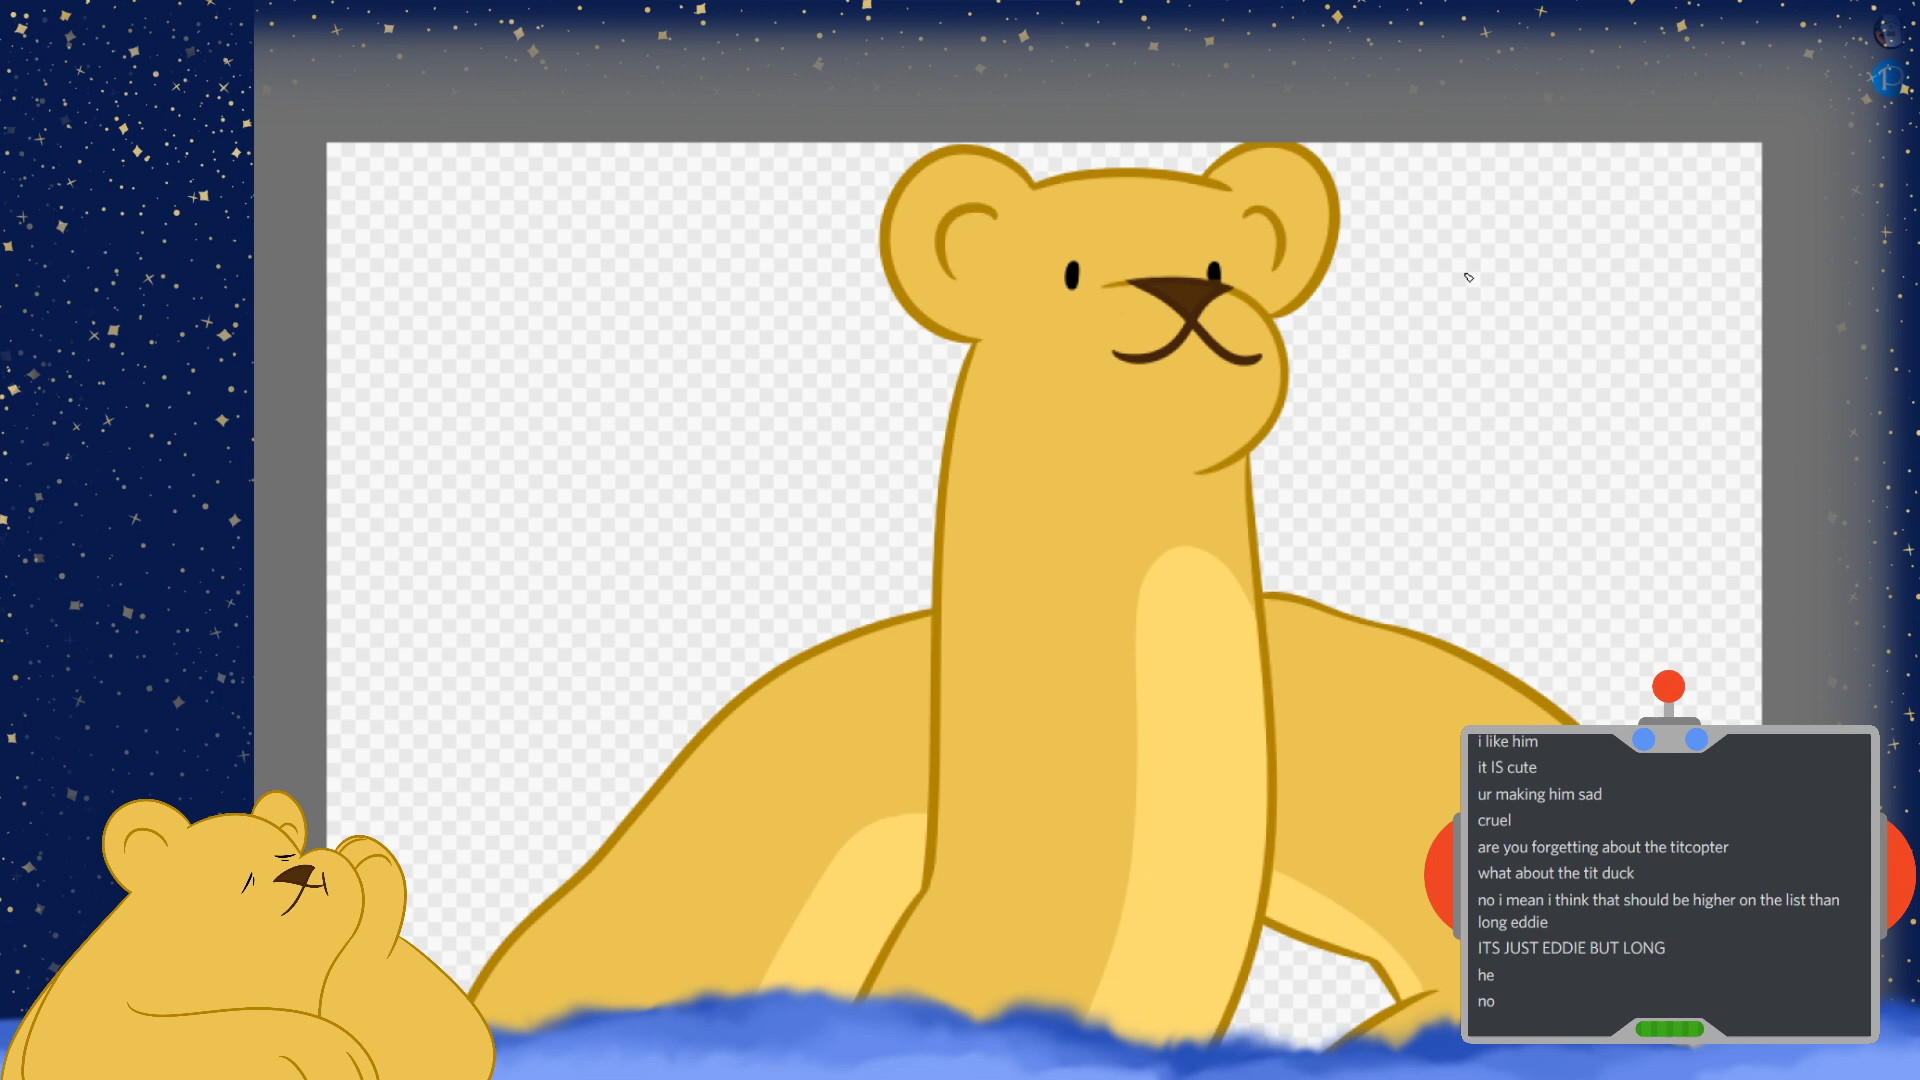 i like him
it IS cute
ur making him sad
cruel
are you forgetting about the titcopter
what about the tit duck
no i mean i think that should be higher on the list than
long eddie
ITS JUST EDDIE BUT LONG
he
no